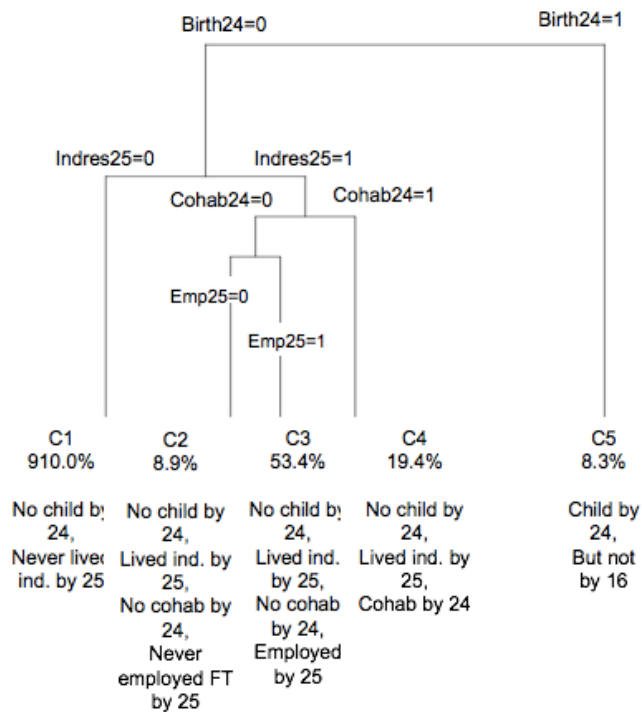 Birth24=0
Birth24=1
Indres25=0
Indres25=1
Cohab24=0
Cohab24=1
Emp25=0
Emp25=1
C1
910.0%
No child by
24,
Never lived
ind. by 25
C2
8.9%
No child by
24,
Lived ind. by
25,
No cohab by
24,
Never
employed FT
by 25
C3
53.4%
No child by
24,
Lived ind.
by 25,
No cohab
by 24,
Employed
by 25
C4
19.4%
No child by
24,
Lived ind. by
25,
Cohab by 24
C5
8.3%
Child by
24,
But not
by 16